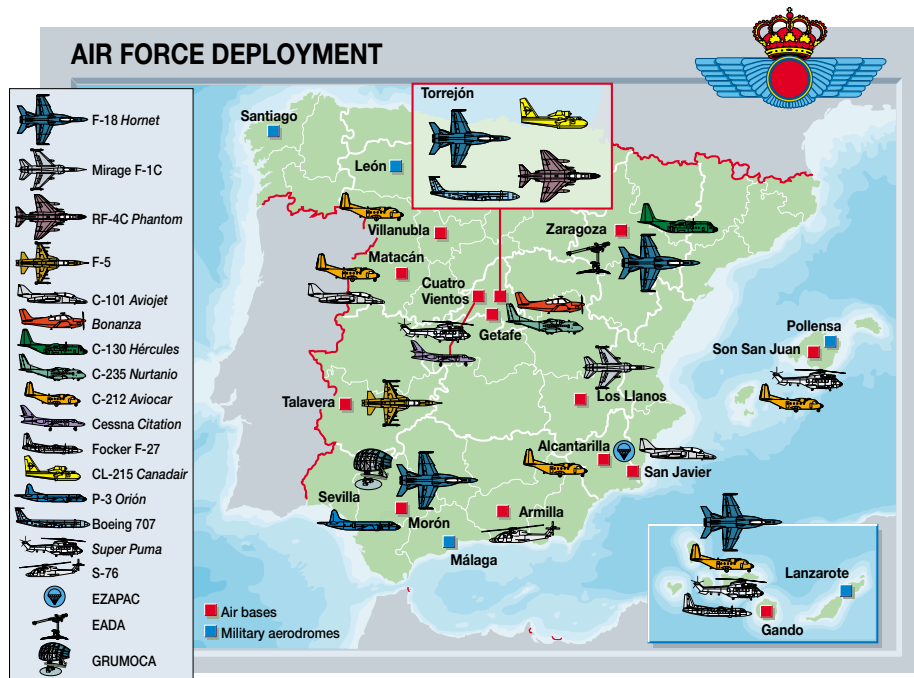 AIR FORCE DEPLOYMENT
F-18 Hornet
Mirage F-1C
RF-4C Phantom
F-5
C-101 Aviojet
Bonanza
C-130 Hércules
C-235 Nurtanio
C-212 Aviocar
Cessna Citation
Focker F-27
CL-215 Canadair
P-3 Orión
Boeing 707
Super Puma
S-76
EZAPAC
EADA
GRUMOCA
Torrejón
Santiago
León
Villanubla
Zaragoza
Matacán
Cuatro
Vientos
Getafe
Pollensa
Son San Juan
Los Llanos
Talavera
Alcantarilla
San Javier
Sevilla
Morón
Armilla
Málaga
Lanzarote
Gando
Air bases
Military aerodromes